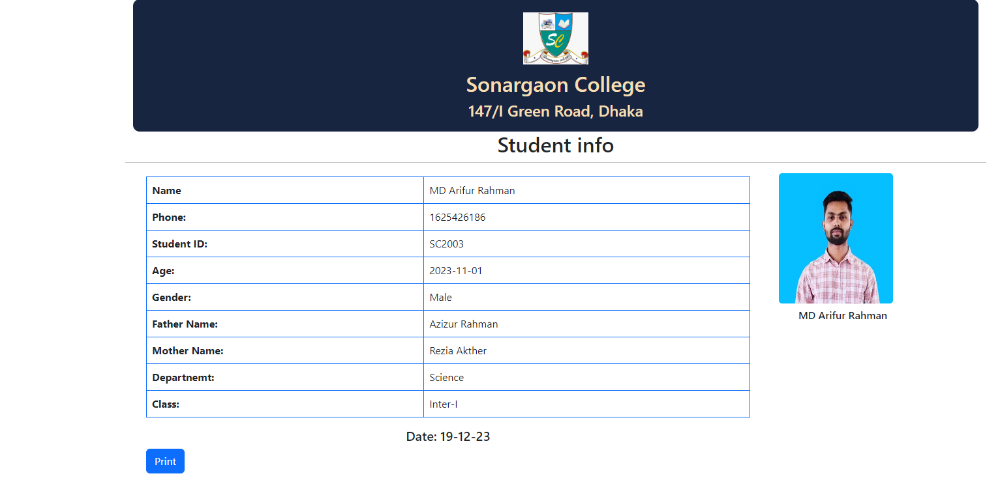 SC
Sonargaon College
Sonargaon College
147/I Green Road, Dhaka
Student info
Name MD Arifur Rahman
Phone: 1625426186
Student ID: SC2003
Age: 2023-11-01
Gender: Male
Father Name: Azizur Rahman
Mother Name: Rezia Akther
Departnemt: Science
Class: Inter-I
MD Arifur Rahman
Date: 19-12-23
Print